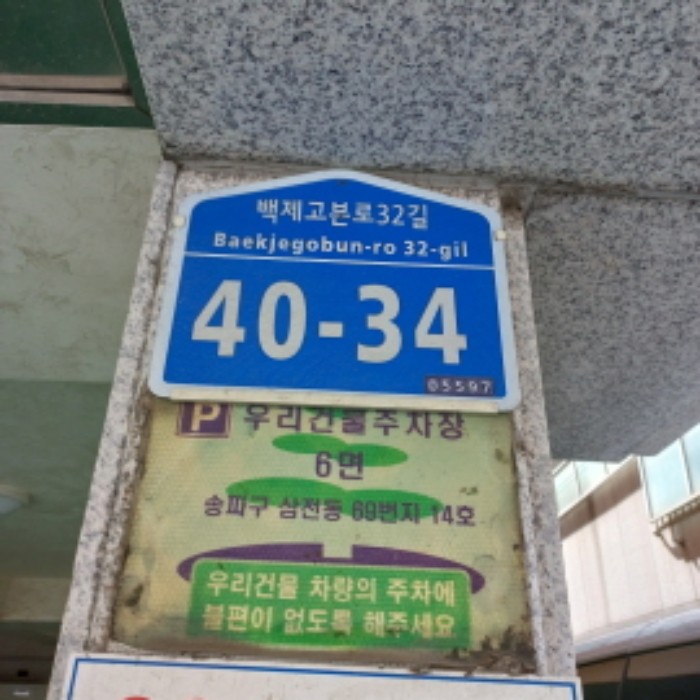 백제고분로32길
Baekjegobun-ro 32-gil
40-34
05597
P 우리건물주차장
6면
송파구 삼전동 69번지 14호
우리건물 차량의 주차에
불편이 없도록 해주세요